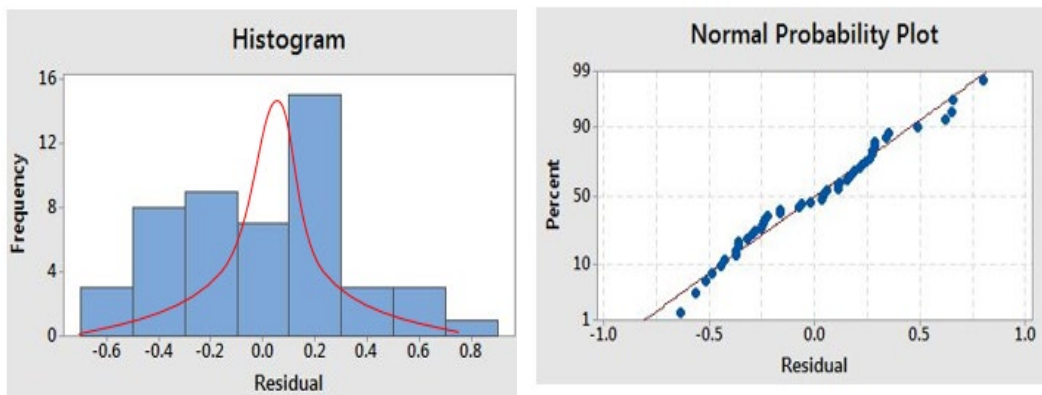 Histogram
Frequency
16
12
8
4
0
-0.6 -0.4 -0.2 0.0 0.2 0.4 0.6 0.8
Residual
Normal Probability Plot
Percent
99
90
50
10
1
-1.0 -0.5 0.0 0.5 1.0
Residual